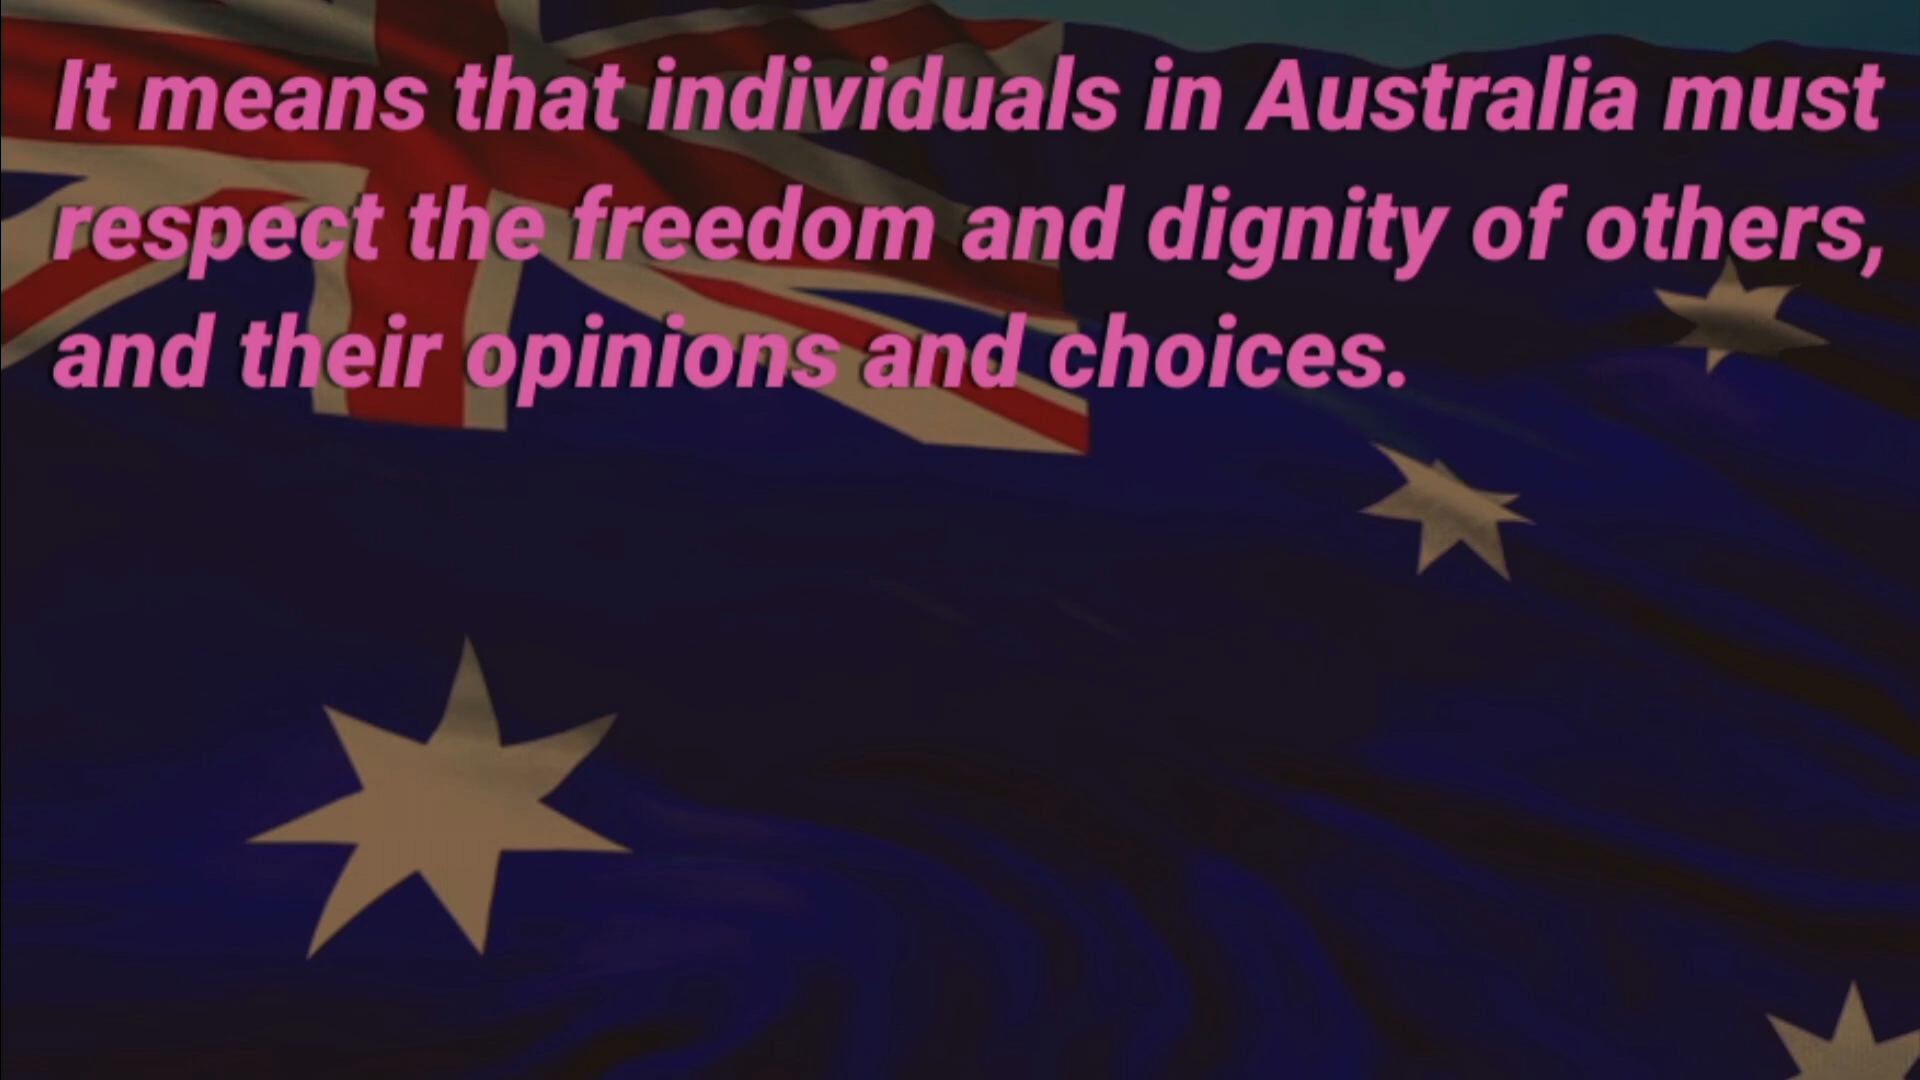 It means that individuals in Australia must
respect the freedom and dignity of others,
and their opinions and choices.